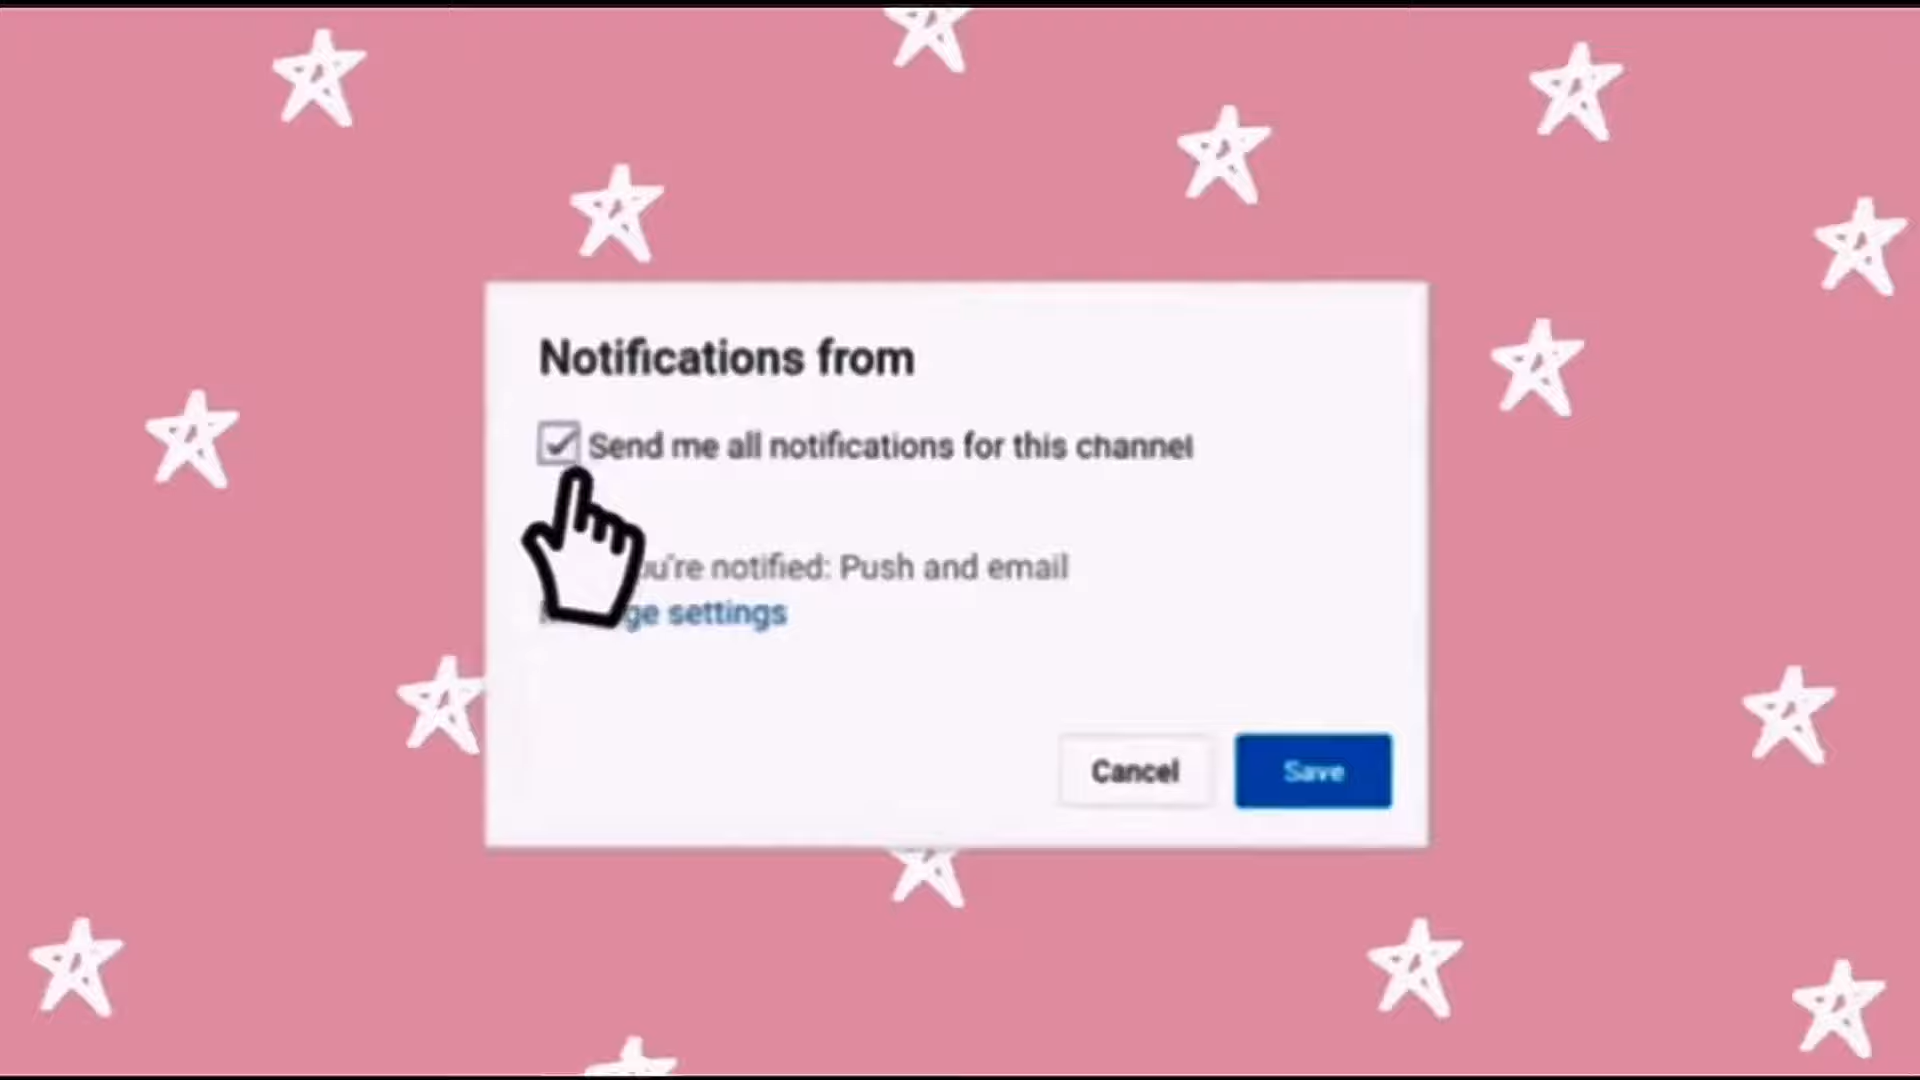 Notifications from
Send me all notifications for this channel
u're notified: Push and email
ge settings
Cancel
Save